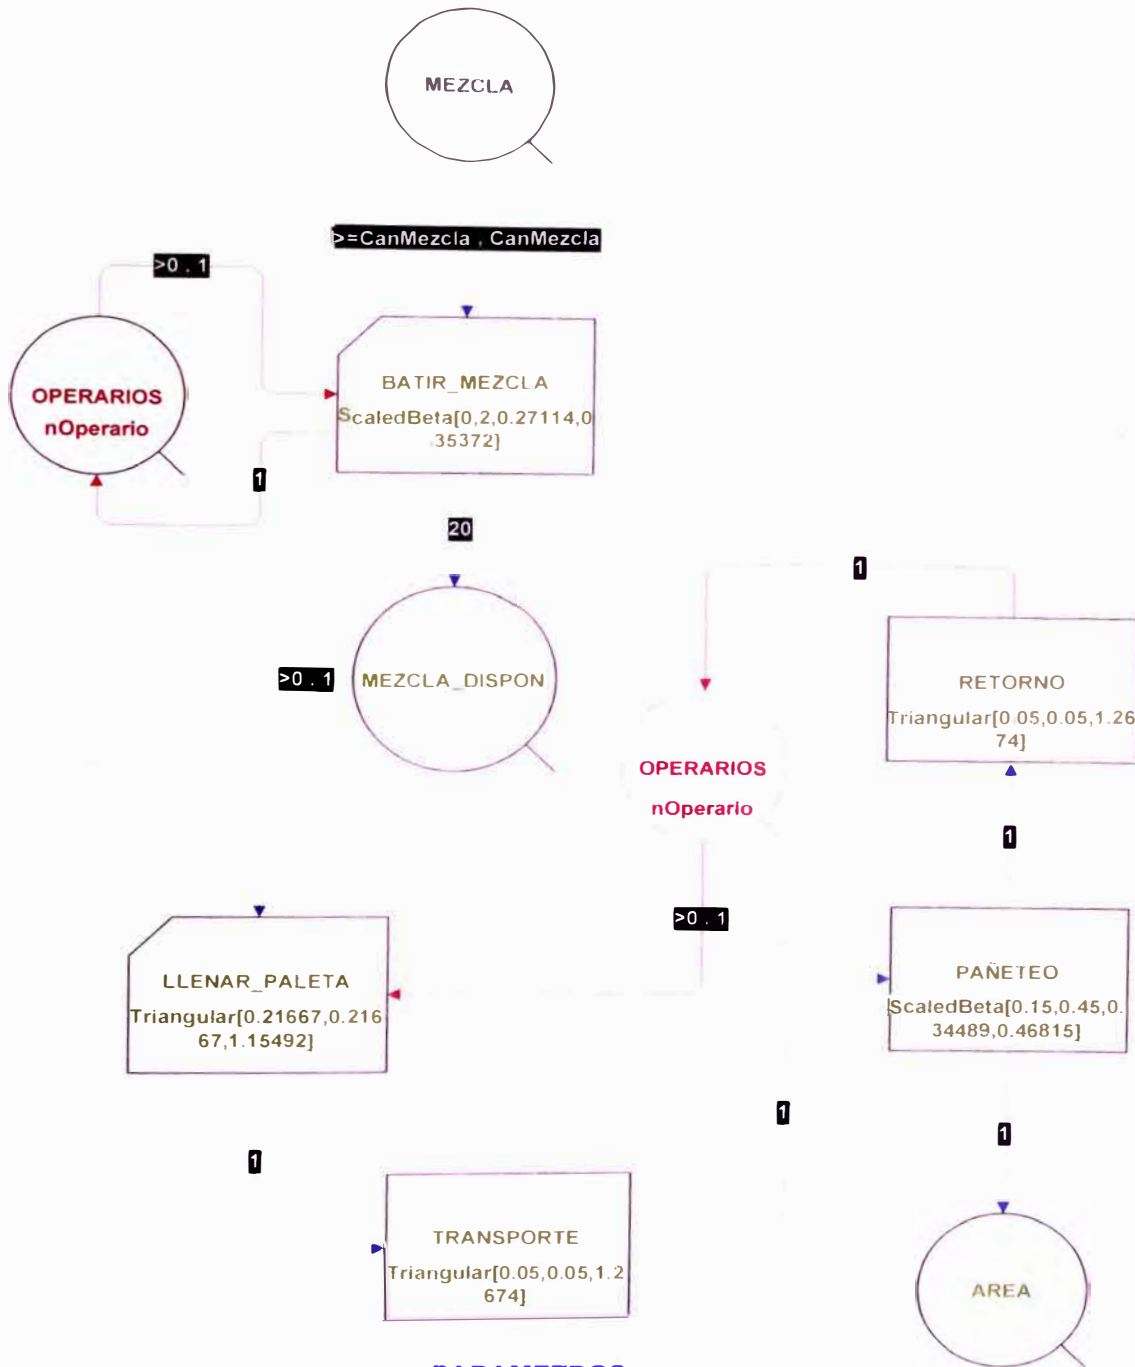 MEZCLA
>=CanMezcla , CanMezcla
>0 , 1
OPERARIOS
nOperario
BATIR_MEZCLA
ScaledBeta[0,2,0.27114,0
.35372]
1
20
1
>0 , 1
MEZCLA_DISPON
RETORNO
Triangular[0.05,0.05,1.26
74]
OPERARIOS
nOperario
1
>0 , 1
LLENAR_PALETA
Triangular[0.21667,0.216
67,1.15492]
PAÑETEO
ScaledBeta[0.15,0.45,0.
34489,0.46815]
1
1
1
TRANSPORTE
Triangular[0.05,0.05,1.2
674]
AREA